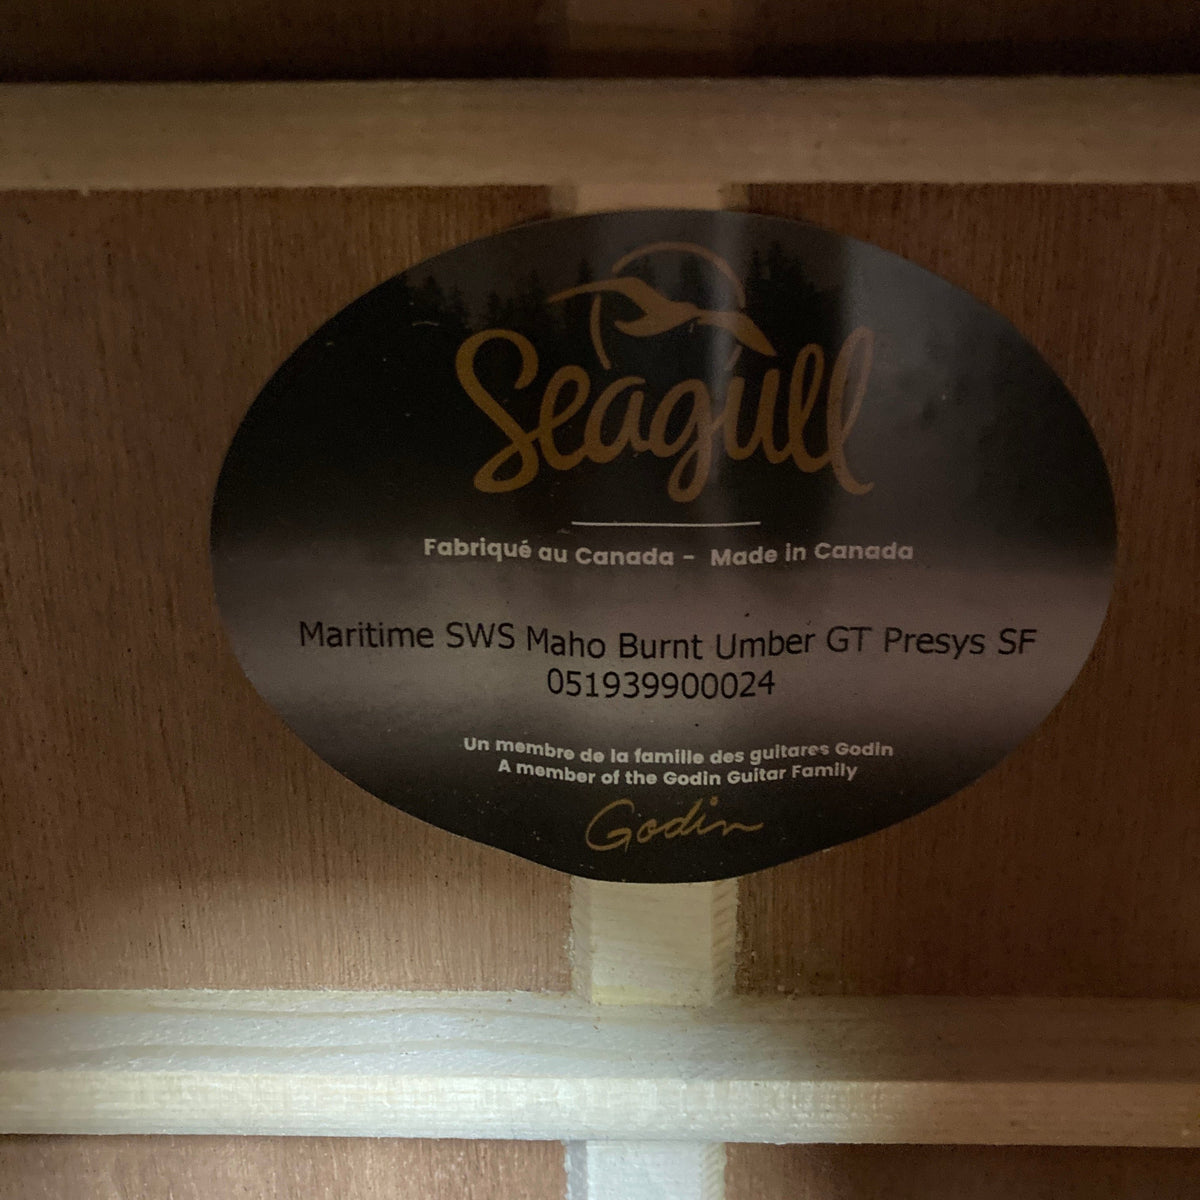 Seagull
Fabriqué au Canada - Made in Canada
Maritime SWS Maho Burnt Umber GT Presys SF
051939900024
Un membre de la famille des guitares Godin
A member of the Godin Guitar Family
Godin